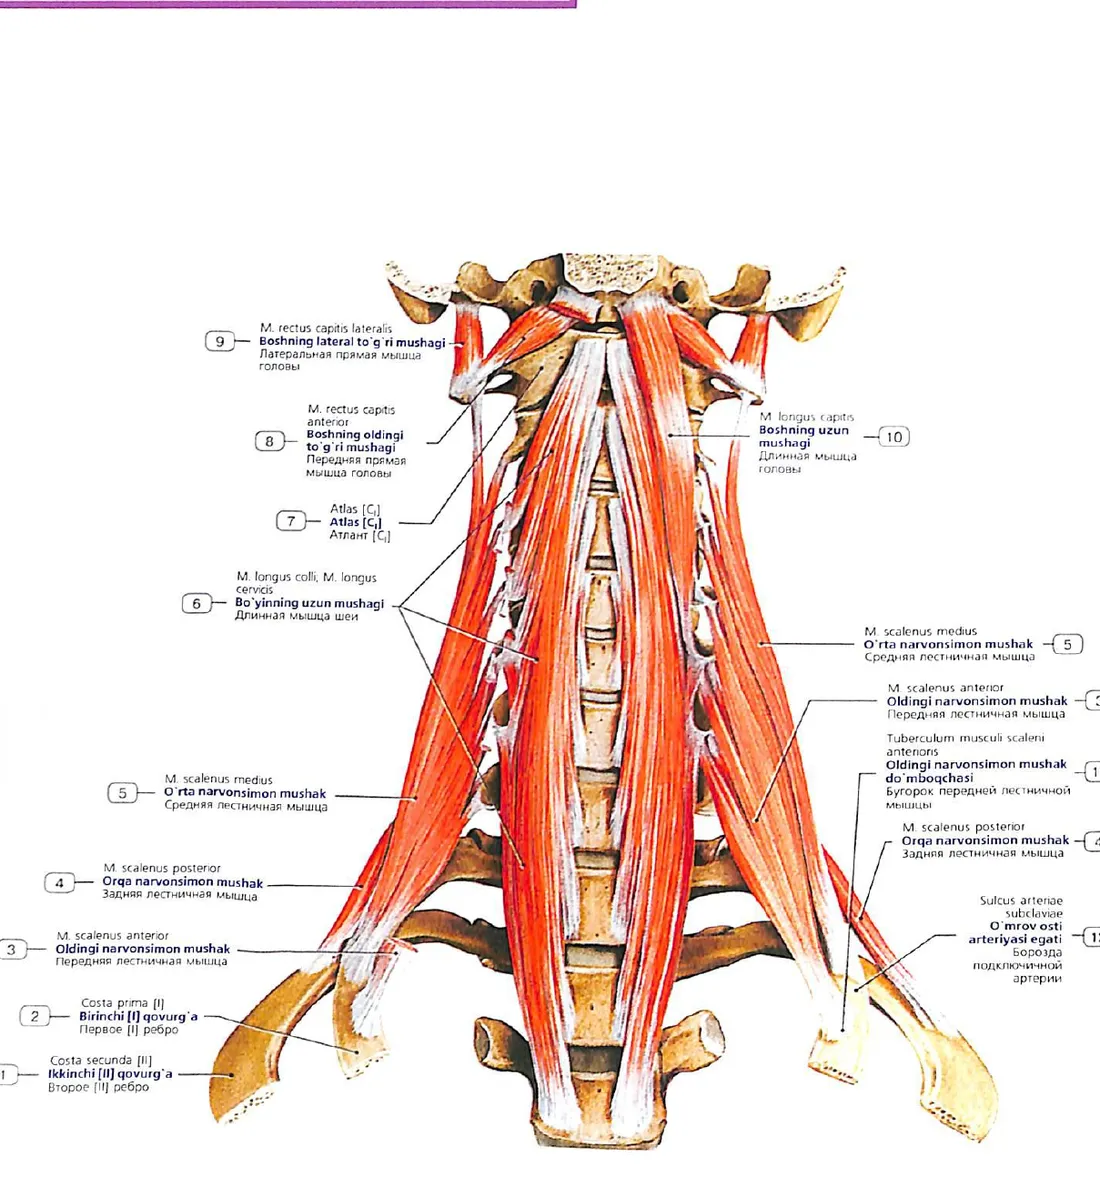 9
M. rectus capitis lateralis
Boshning lateral to`g`ri mushagi
Латеральная прямая мышца
головы
8
M. rectus capitis
anterior
Boshning oldingi
to`g`ri mushagi
Передняя прямая
мышца головы
7
Atlas [C₁]
Atlas [C₁]
Атлант [C₁]
6
M. longus colli, M. longus
cervicis
Bo`yinning uzun mushagi
Длинная мышца шеи
5
M. scalenus medius
O`rta narvonsimon mushak
Средняя лестничная мышца
4
M. scalenus posterior
Orqa narvonsimon mushak
Задняя лестничная мышца
3
M. scalenus anterior
Oldingi narvonsimon mushak
Передняя лестничная мышца
2
Costa prima [I]
Birinchi [I] qovurg`a
Первое [I] ребро
1
Costa secunda [II]
Ikkinchi [II] qovurg`a
Второе [II] ребро
M. longus capitis
Boshning uzun
mushagi
Длинная мышца
головы
10
M. scalenus medius
O`rta narvonsimon mushak
Средняя лестничная мышца
5
M. scalenus anterior
Oldingi narvonsimon mushak
Передняя лестничная мышца
3
Tuberculum musculi scaleni
anterioris
Oldingi narvonsimon mushak
do`mboqchasi
Бугорок передней лестничной
мышцы
M. scalenus posterior
Orqa narvonsimon mushak
Задняя лестничная мышца
4
Sulcus arteriae
subclaviae
O`mrov osti
arteriyasi egati
Борозда
подключичной
артерии